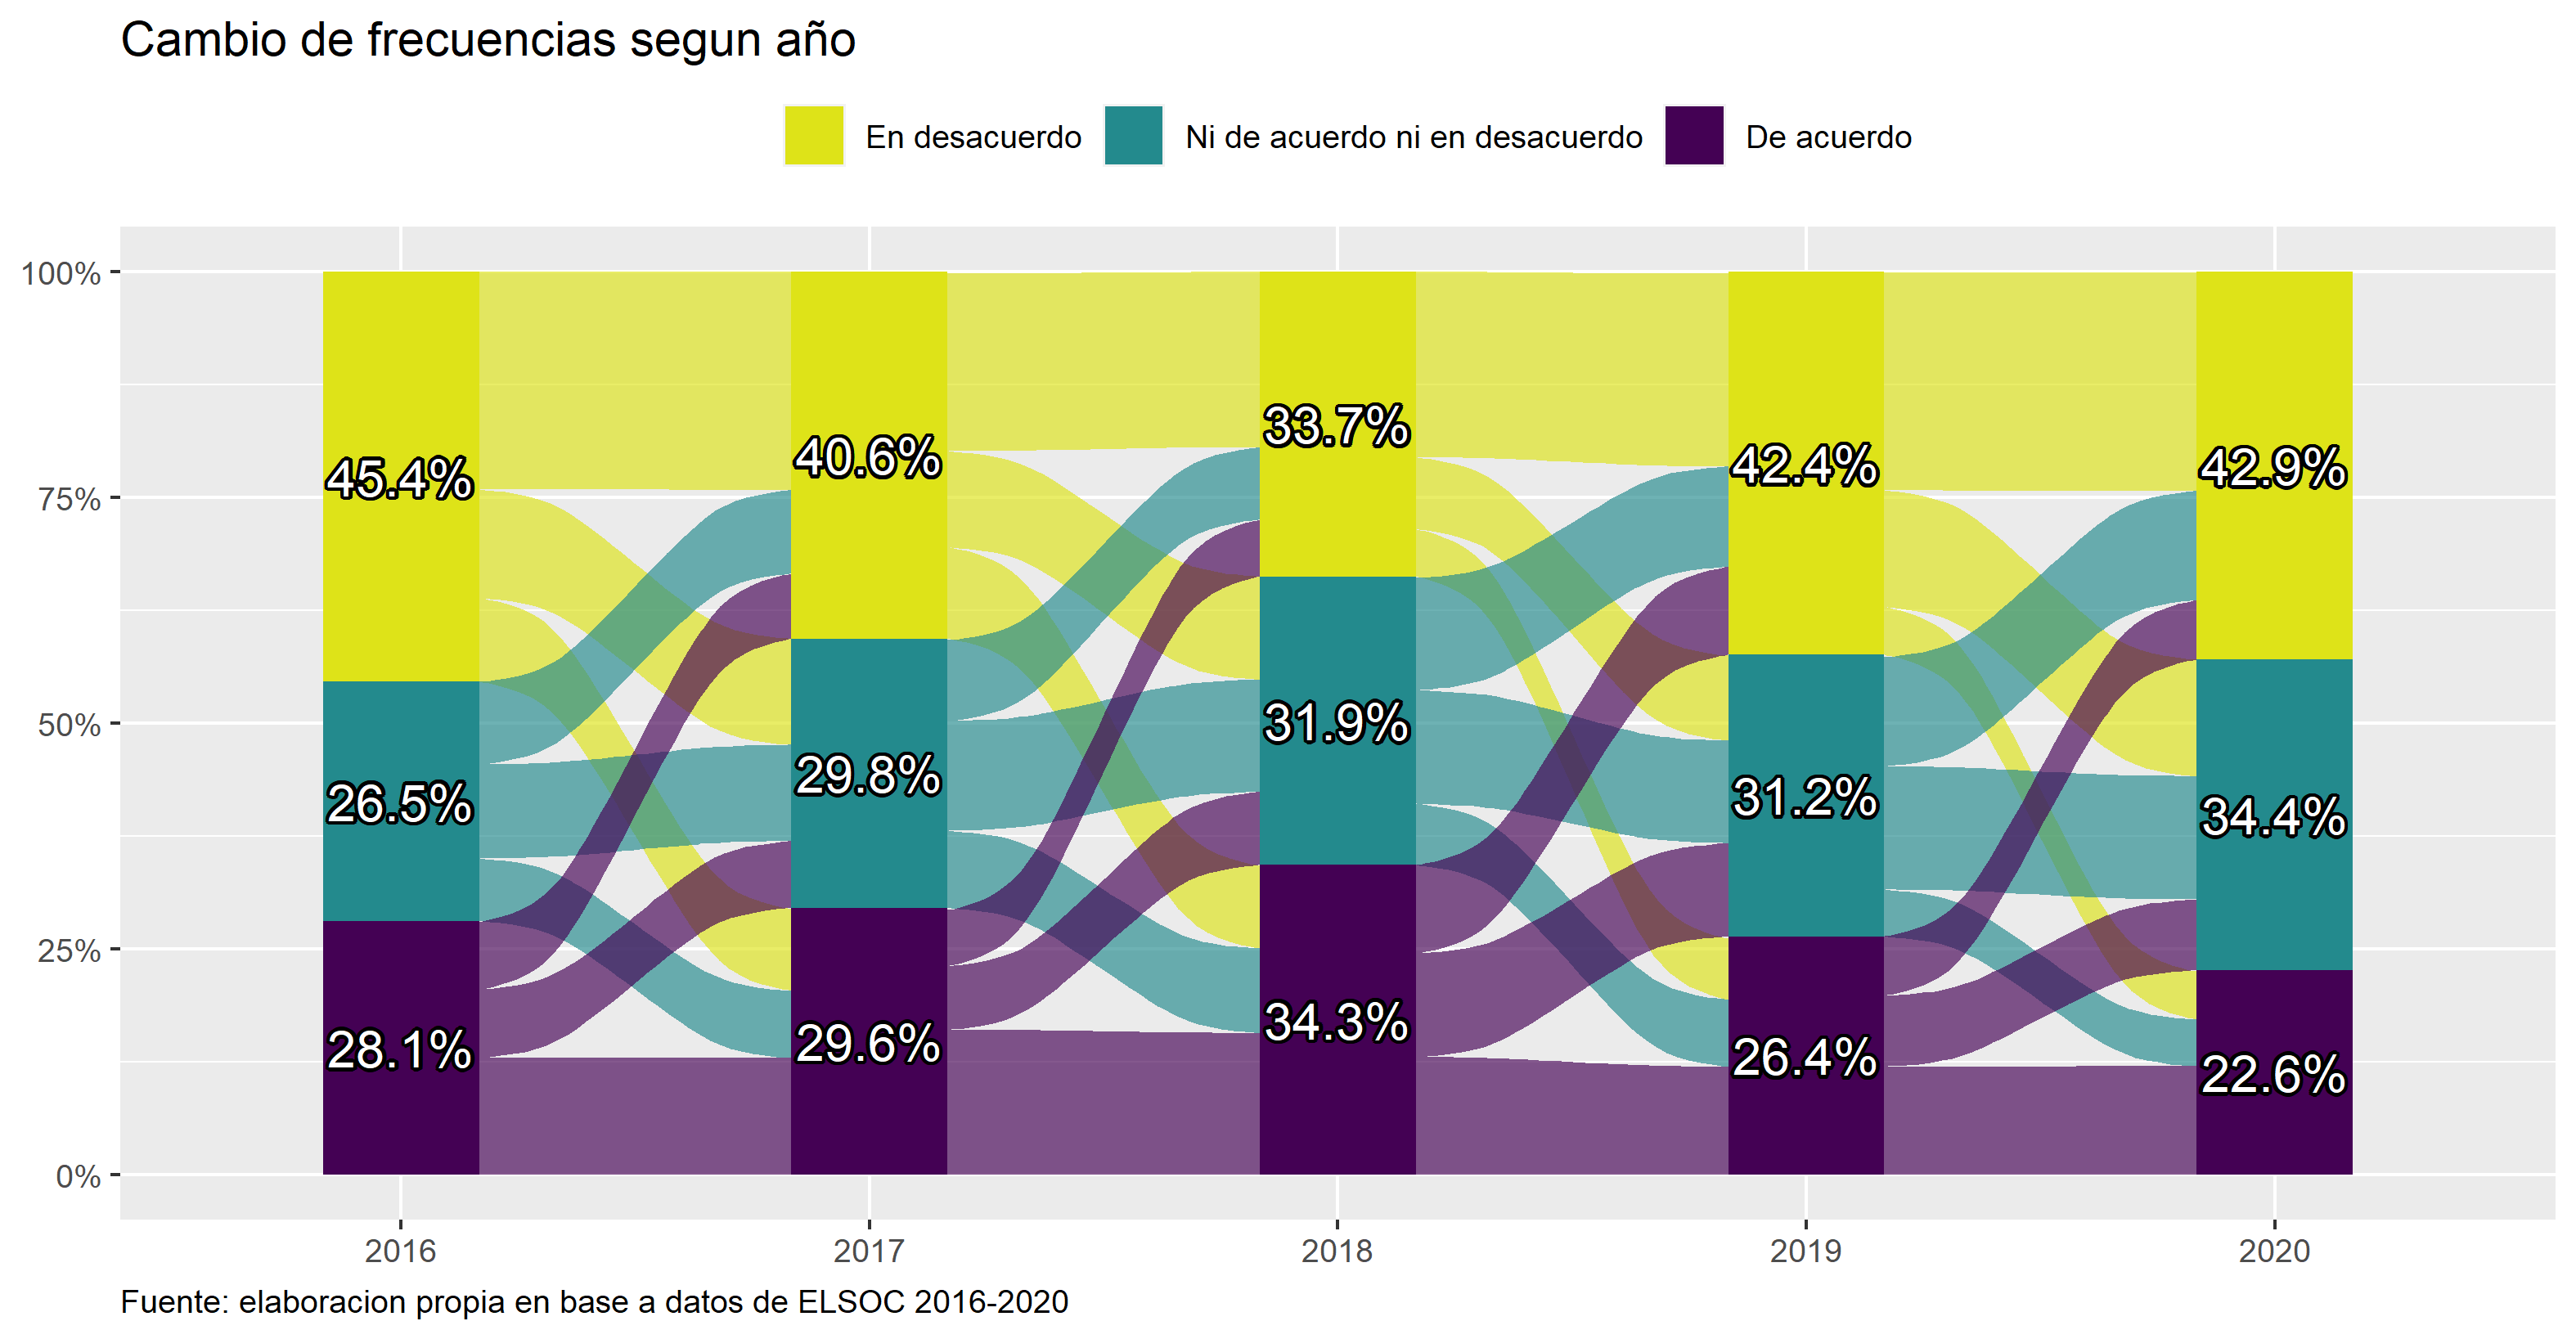 Cambio de frecuencias segun año
En desacuerdo Ni de acuerdo ni en desacuerdo De acuerdo
100%
75%
50%
25%
0%
45.4% 40.6% 33.7% 42.4% 42.9%
26.5% 29.8% 31.9% 31.2% 34.4%
28.1% 29.6% 34.3% 26.4% 22.6%
2016 2017 2018 2019 2020
Fuente: elaboracion propia en base a datos de ELSOC 2016-2020